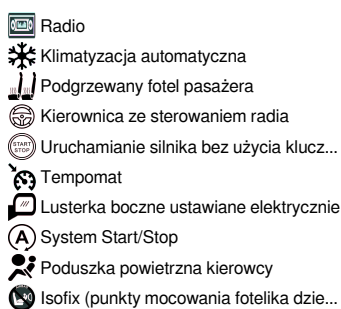 Radio
Klimatyzacja automatyczna
Podgrzewany fotel pasażera
Kierownica ze sterowaniem radia
START STOP Uruchamianie silnika bez użycia klucz...
Tempomat
Lusterka boczne ustawiane elektrycznie
A System Start/Stop
Poduszka powietrzna kierowcy
Isofix (punkty mocowania fotelika dzie...